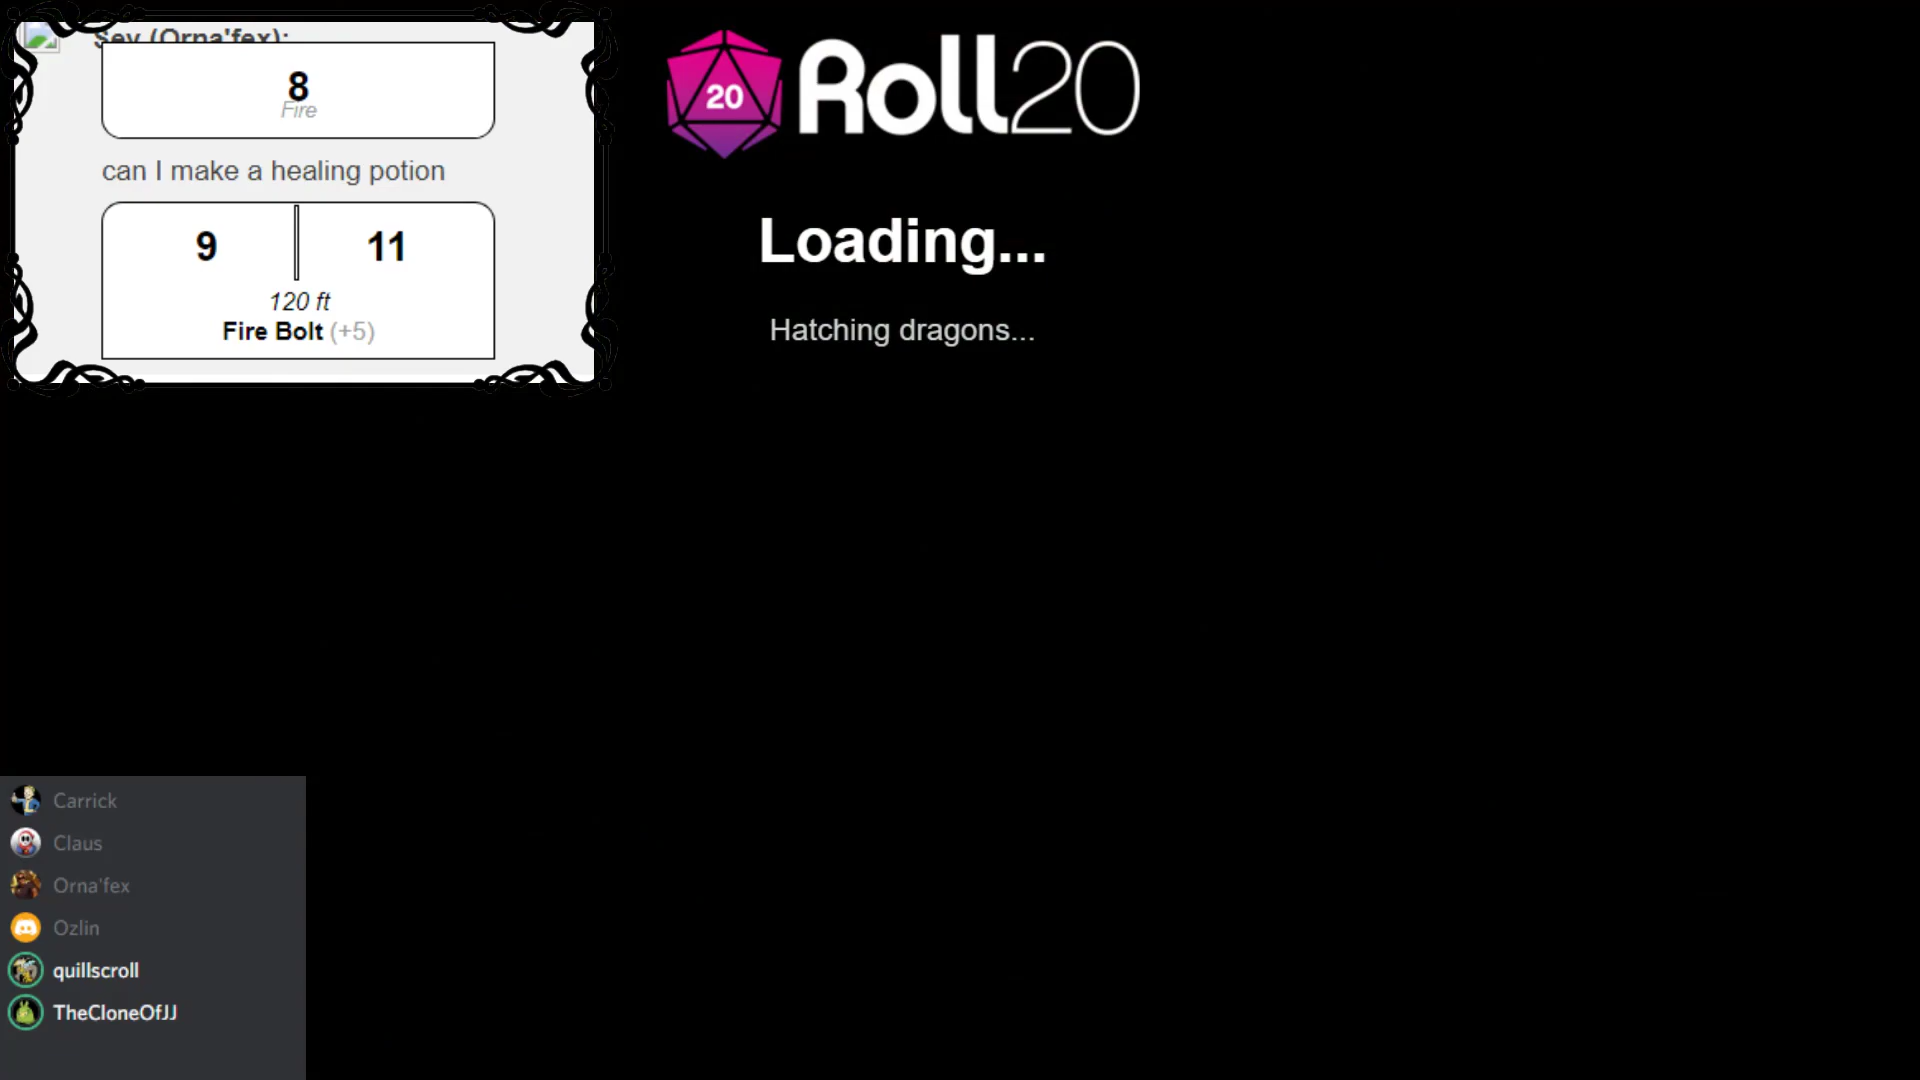 Sev (Orna'fex):
8
Fire
can I make a healing potion
9 11
120 ft
Fire Bolt (+5)
20 Roll20
Loading...
Hatching dragons...
Carrick
Claus
Orna'fex
Ozlin
quillscroll
TheCloneOfJJ